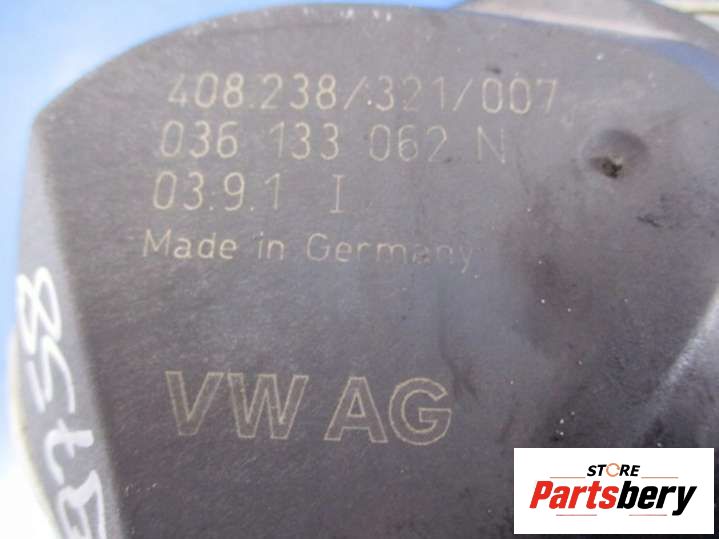 408.238/321/007
036 133 062 N
03.9.1 I
Made in Germany
VW AG
STORE
Partsbery